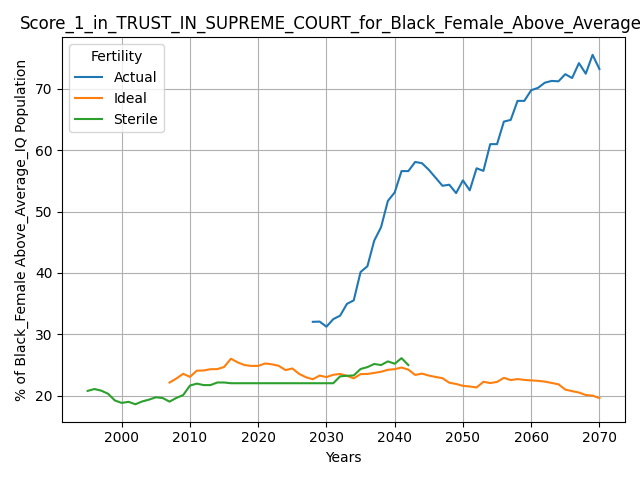 Score_1_in_TRUST_IN_SUPREME_COURT_for_Black_Female_Above_Average
Fertility
Actual
Ideal
Sterile
% of Black_Female Above_Average_IQ Population
70
60
50
40
30
20
2000 2010 2020 2030 2040 2050 2060 2070
Years